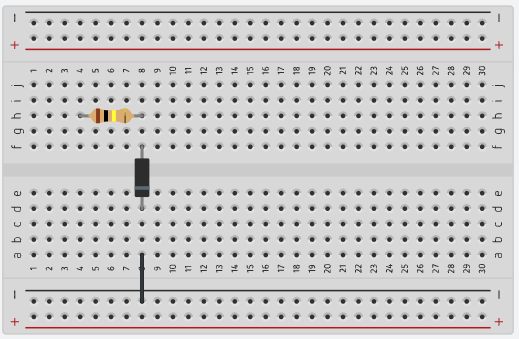 − −
+ +
1 2 3 4 5 6 7 8 9 10 11 12 13 14 15 16 17 18 19 20 21 22 23 24 25 26 27 28 29 30
j j
i i
h h
g g
f f
e e
d d
c c
b b
a a
1 2 3 4 5 6 7 8 9 10 11 12 13 14 15 16 17 18 19 20 21 22 23 24 25 26 27 28 29 30
− −
+ +